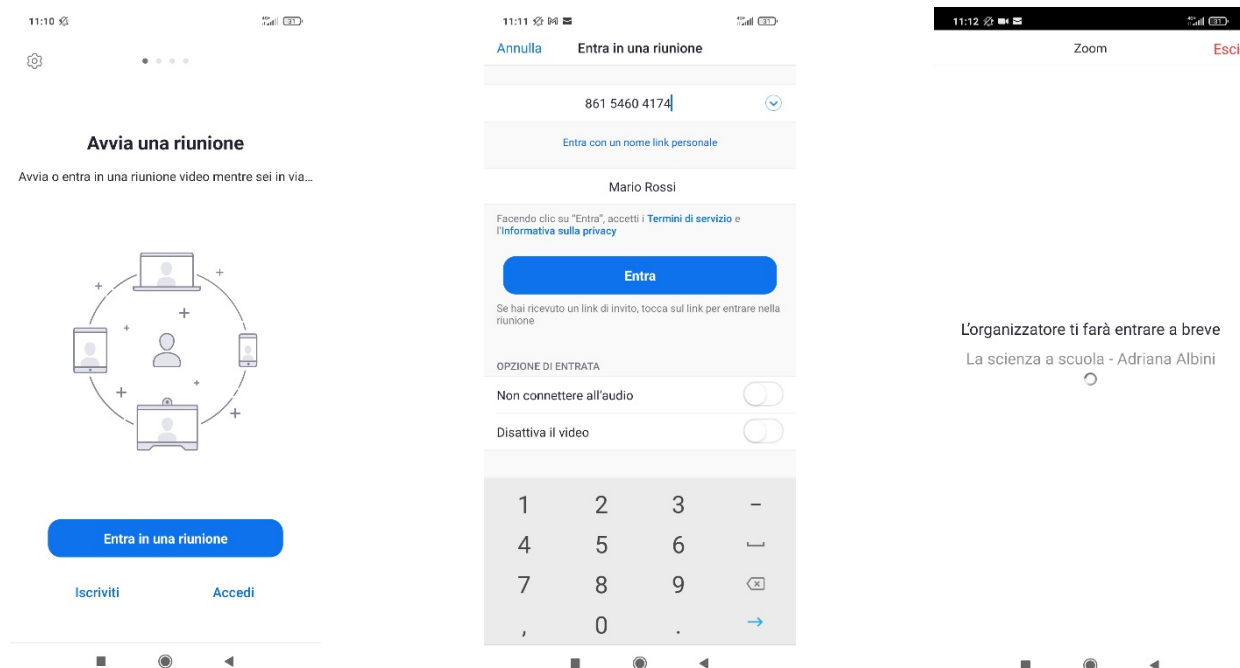 11:10
31
Avvia una riunione
Avvia o entra in una riunione video mentre sei in via...
Entra in una riunione
Iscriviti
Accedi
11:11
31
Annulla
Entra in una riunione
861 5460 4174
Entra con un nome link personale
Mario Rossi
Facendo clic su "Entra", accetti i Termini di servizio e
l'Informativa sulla privacy
Entra
Se hai ricevuto un link di invito, tocca sul link per entrare nella
riunione
OPZIONE DI ENTRATA
Non connettere all'audio
Disattiva il video
1 2 3 –
4 5 6
7 8 9
, 0 .
11:12
31
Zoom
Esci
L'organizzatore ti farà entrare a breve
La scienza a scuola - Adriana Albini